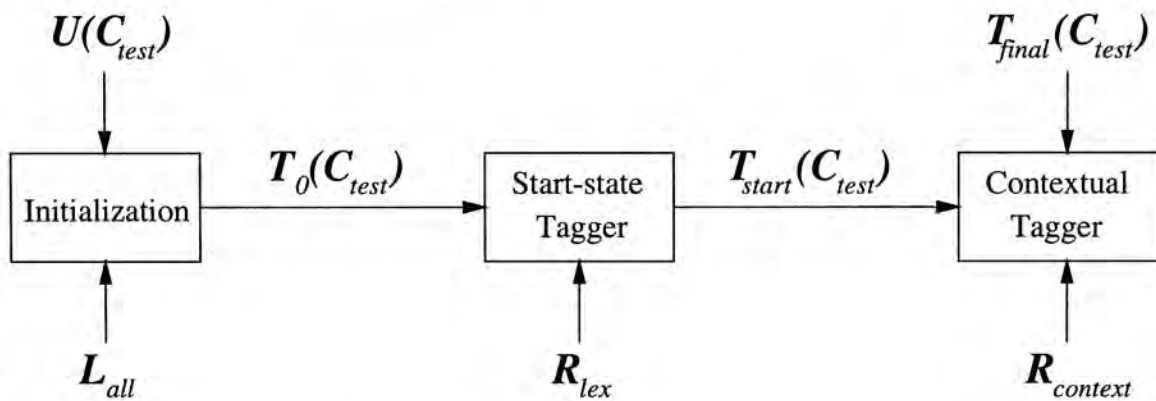 U(C_test)
T_final(C_test)
Initialization
T_0(C_test)
Start-state
Tagger
T_start(C_test)
Contextual
Tagger
L_all
R_lex
R_context